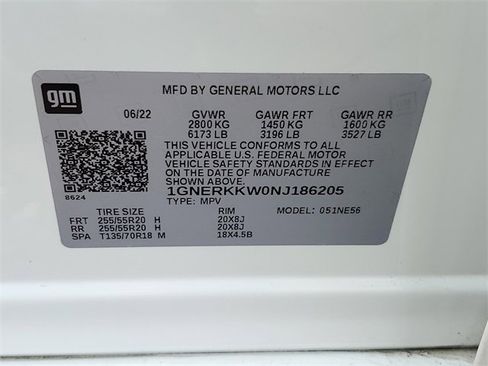 gm
MFD BY GENERAL MOTORS LLC
06/22 GVWR GAWR FRT GAWR RR
2800 KG 1450 KG 1600 KG
6173 LB 3196 LB 3527 LB
THIS VEHICLE CONFORMS TO ALL
APPLICABLE U.S. FEDERAL MOTOR
VEHICLE SAFETY STANDARDS IN EFFECT
ON THE DATE OF MANUFACTURE
SHOWN ABOVE.
8624 1GNERKKW0NJ186205
TYPE: MPV MODEL: 051NE56
TIRE SIZE RIM
FRT 255/55R20 H 20X8J
RR 255/55R20 H 20X8J
SPA T135/70R18 M 18X4.5B